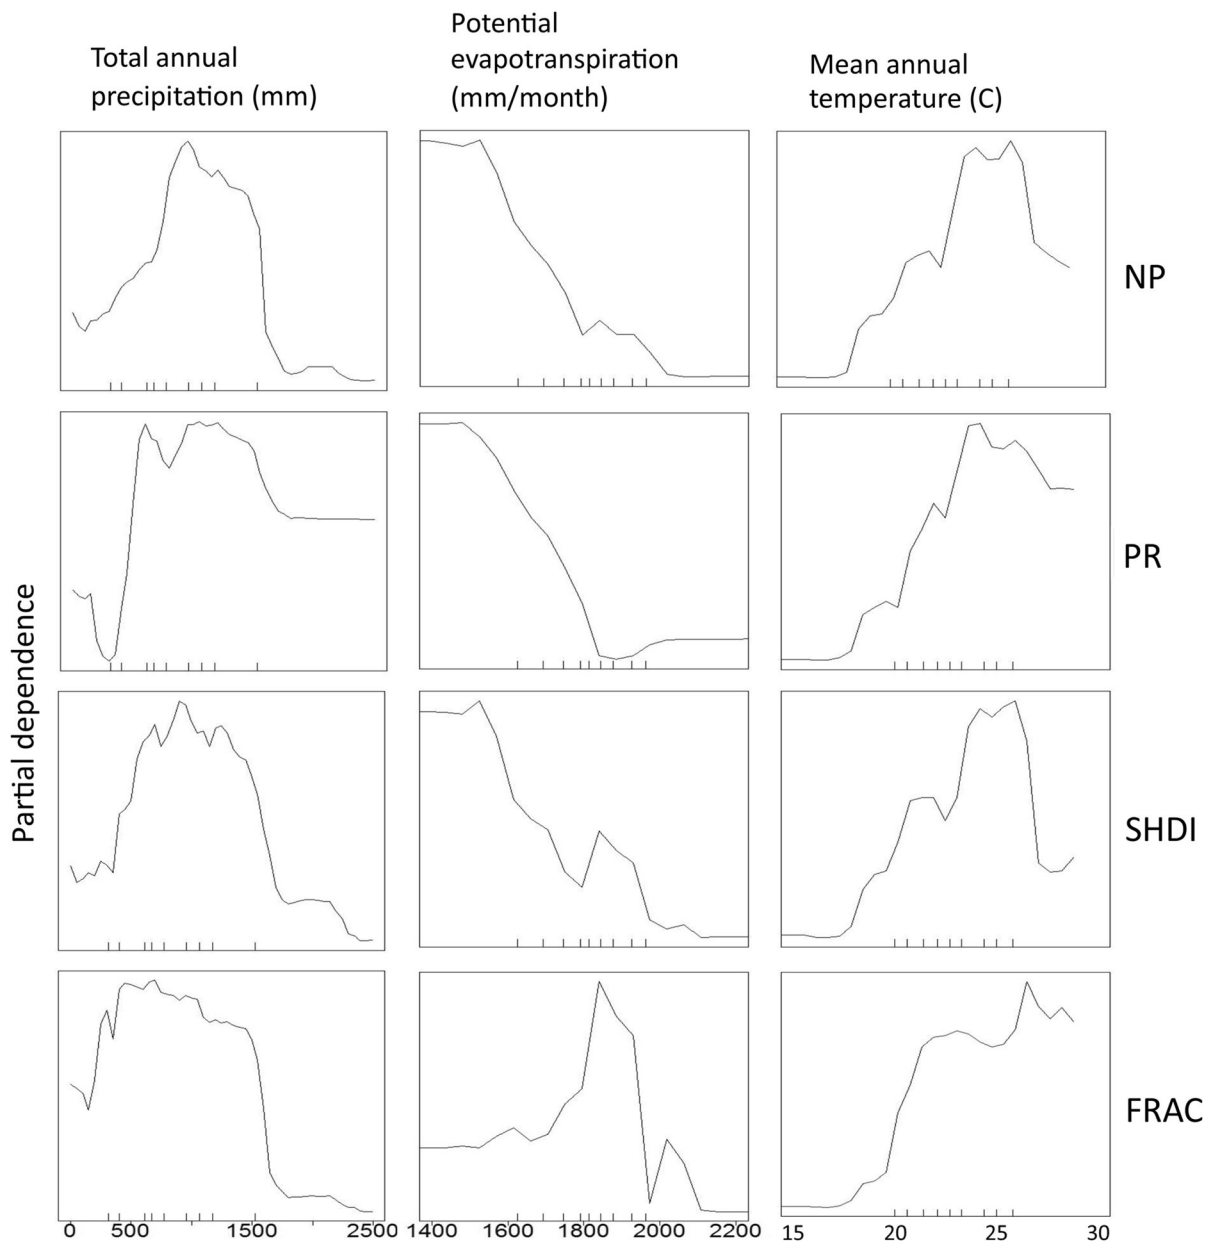 Total annual
precipitation (mm)
Potential
evapotranspiration
(mm/month)
Mean annual
temperature (C)
NP
PR
SHDI
FRAC
Partial dependence
0 500 1500 2500
1400 1600 1800 2000 2200
15 20 25 30